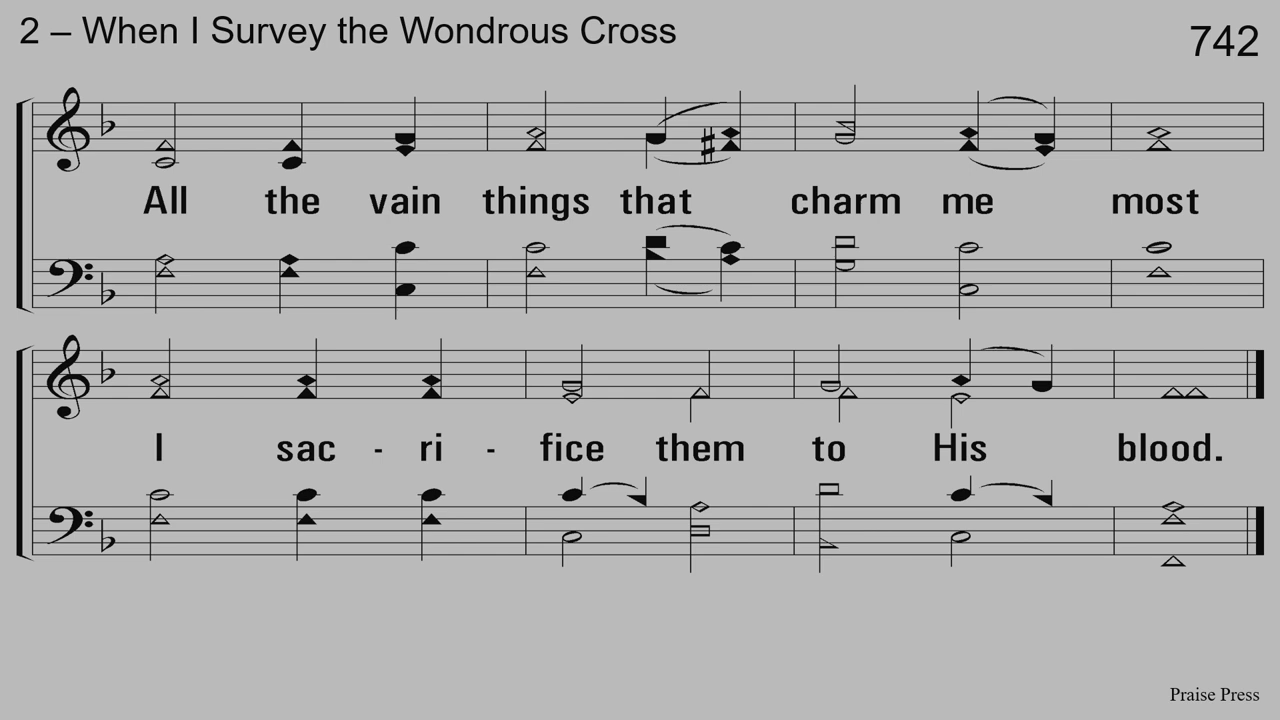 2 – When I Survey the Wondrous Cross
742
All the vain things that charm me most
I sac - ri - fice them to His blood.
Praise Press